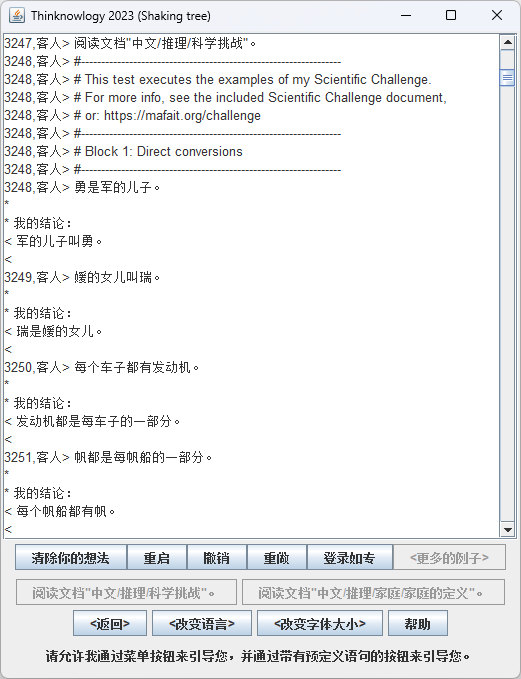 Thinknowlogy 2023 (Shaking tree)
3247,客人> 阅读文档"中文/推理/科学挑战"。
3248,客人> #----------------------------------------------------------
3248,客人> # This test executes the examples of my Scientific Challenge.
3248,客人> # For more info, see the included Scientific Challenge document,
3248,客人> # or: https://mafait.org/challenge
3248,客人> #----------------------------------------------------------
3248,客人> # Block 1: Direct conversions
3248,客人> #----------------------------------------------------------
3248,客人> 勇是军的儿子。
*
* 我的结论：
< 军的儿子叫勇。
<
3249,客人> 媛的女儿叫瑞。
*
* 我的结论：
< 瑞是媛的女儿。
<
3250,客人> 每个车子都有发动机。
*
* 我的结论：
< 发动机都是每车子的一部分。
<
3251,客人> 帆都是每帆船的一部分。
*
* 我的结论：
< 每个帆船都有帆。
<
清除你的想法 重启 撤销 重做 登录如专 <更多的例子>
阅读文档"中文/推理/科学挑战"。 阅读文档"中文/推理/家庭/家庭的定义"。
<返回> <改变语言> <改变字体大小> 帮助
请允许我通过菜单按钮来引导您，并通过带有预定义语句的按钮来引导您。